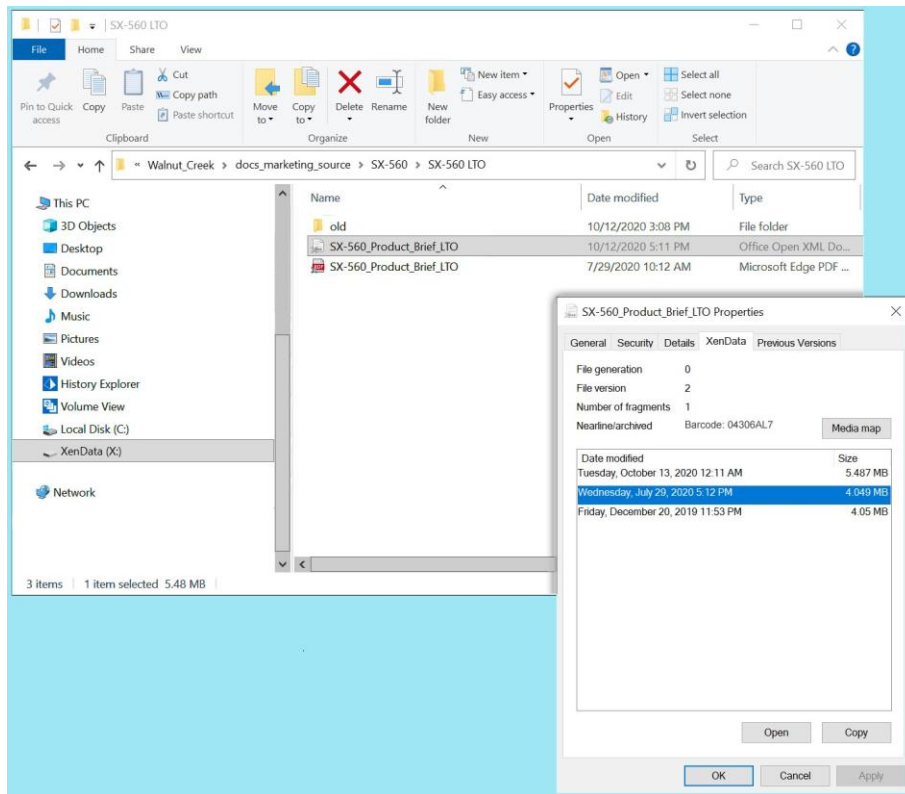 SX-560 LTO
File Home Share View
Pin to Quick access
Copy
Paste
Cut
Copy path
Paste shortcut
Clipboard
Move to
Copy to
Delete
Rename
Organize
New folder
New item
Easy access
New
Properties
Open
Edit
History
Open
Select all
Select none
Invert selection
Select
« Walnut_Creek > docs_marketing_source > SX-560 > SX-560 LTO
Search SX-560 LTO
This PC
3D Objects
Desktop
Documents
Downloads
Music
Pictures
Videos
History Explorer
Volume View
Local Disk (C:)
XenData (X:)
Network
Name Date modified Type
old 10/12/2020 3:08 PM File folder
SX-560_Product_Brief_LTO 10/12/2020 5:11 PM Office Open XML Do...
SX-560_Product_Brief_LTO 7/29/2020 10:12 AM Microsoft Edge PDF ...
3 items 1 item selected 5.48 MB
SX-560_Product_Brief_LTO Properties
General Security Details XenData Previous Versions
File generation 0
File version 2
Number of fragments 1
Nearline/archived Barcode: 04306AL7 Media map
Date modified Size
Tuesday, October 13, 2020 12:11 AM 5.487 MB
Wednesday, July 29, 2020 5:12 PM 4.049 MB
Friday, December 20, 2019 11:53 PM 4.05 MB
Open Copy
OK Cancel Apply